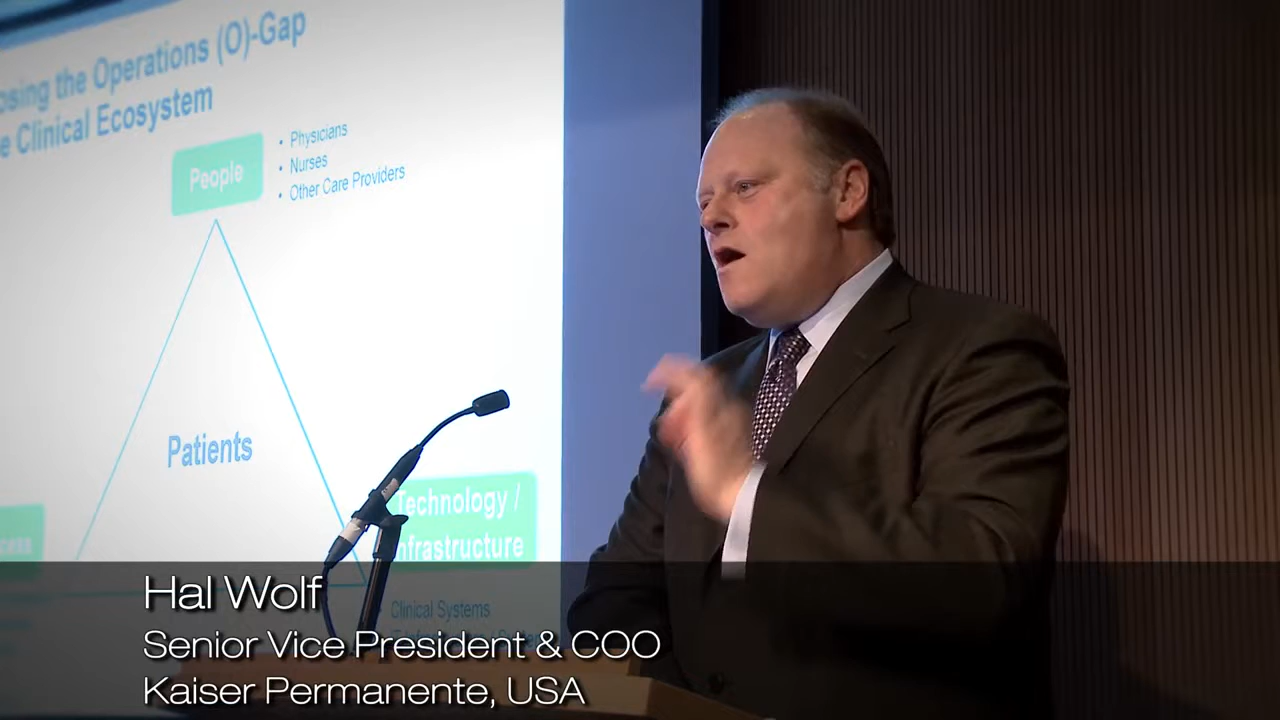 osing the Operations (O)-Gap
e Clinical Ecosystem
People
• Physicians
• Nurses
• Other Care Providers
Patients
Technology /
nfrastructure
cess
Clinical Systems
Hal Wolf
Senior Vice President & COO
Kaiser Permanente, USA